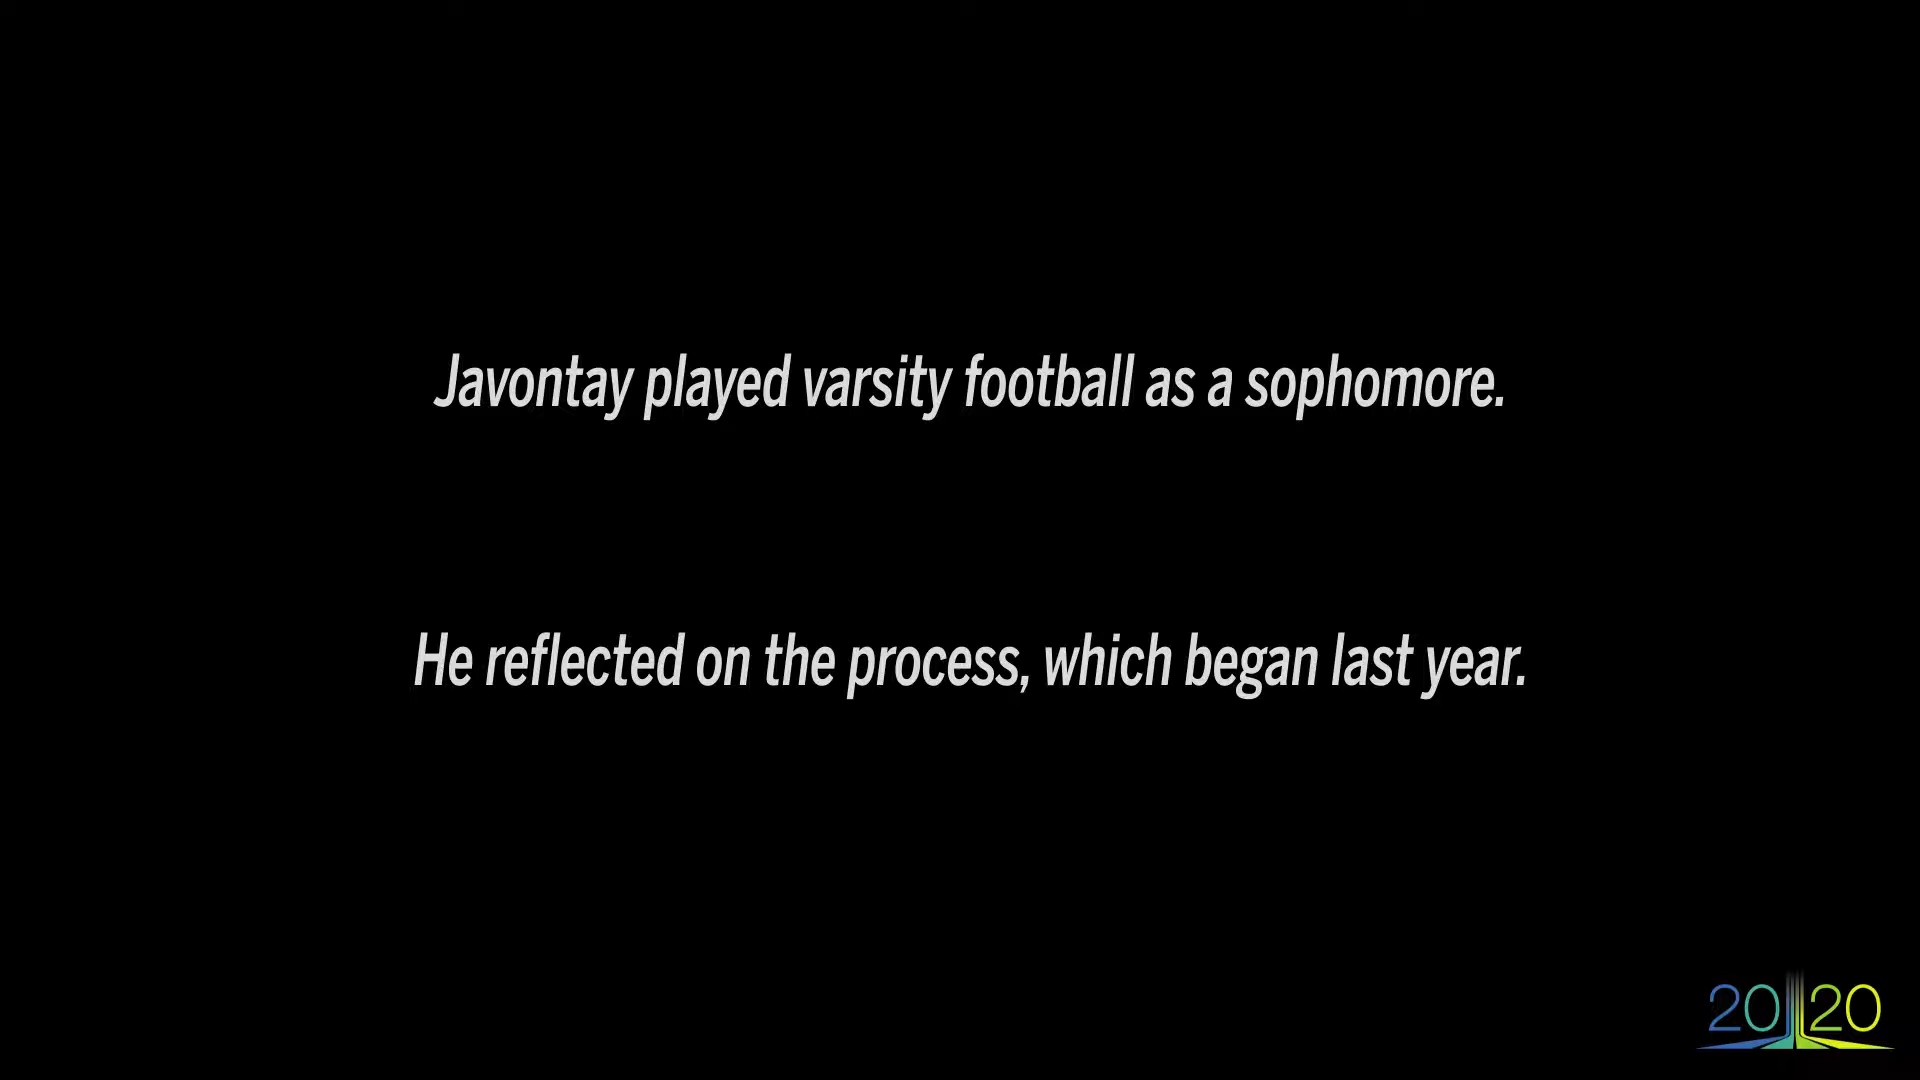 Javontay played varsity football as a sophomore.
He reflected on the process, which began last year.
20 20